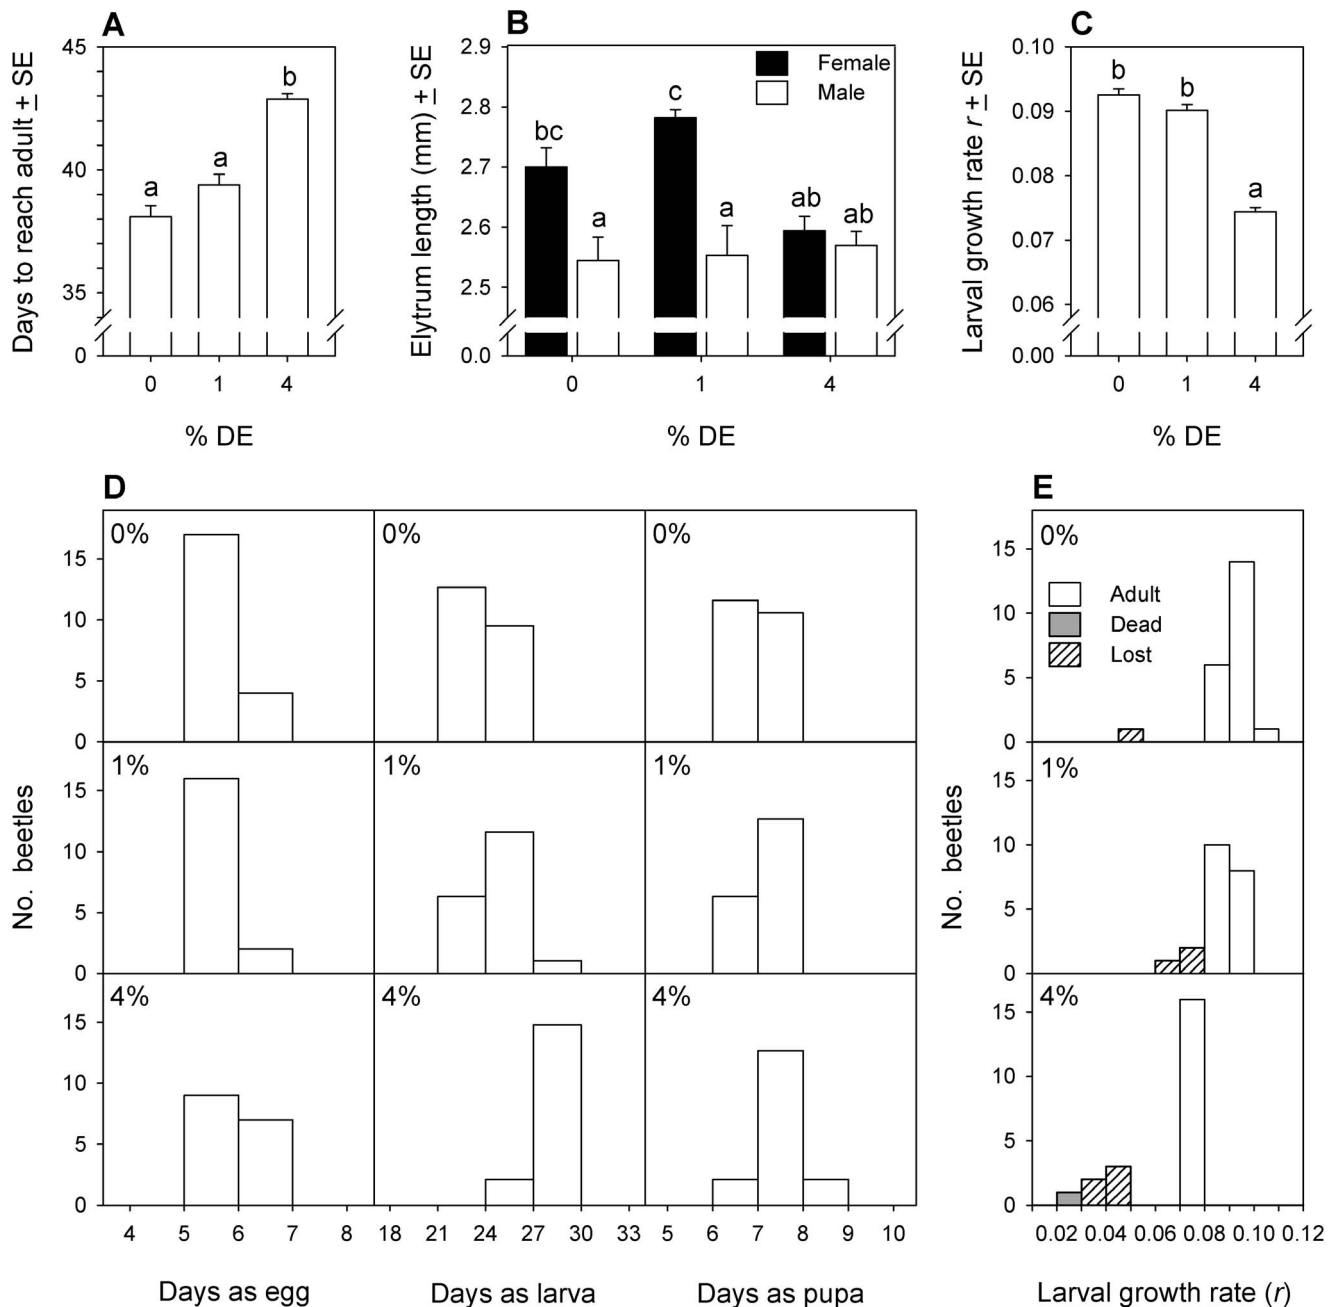 A
Days to reach adult ± SE
45
40
35
0
a
a
b
0 1 4
% DE
B
Elytrum length (mm) ± SE
2.9
2.8
2.7
2.6
2.5
0.0
Female
Male
bc
a
c
a
ab
ab
0 1 4
% DE
C
Larval growth rate r ± SE
0.10
0.09
0.08
0.07
0.06
0.00
b
b
a
0 1 4
% DE
D
No. beetles
0% 0% 0%
15
10
5
0
1% 1% 1%
15
10
5
0
4% 4% 4%
15
10
5
0
4 5 6 7 8
18 21 24 27 30 33
5 6 7 8 9 10
Days as egg
Days as larva
Days as pupa
E
No. beetles
0%
Adult
Dead
Lost
15
10
5
0
1%
15
10
5
0
4%
15
10
5
0
0.02 0.04 0.06 0.08 0.10 0.12
Larval growth rate (r)